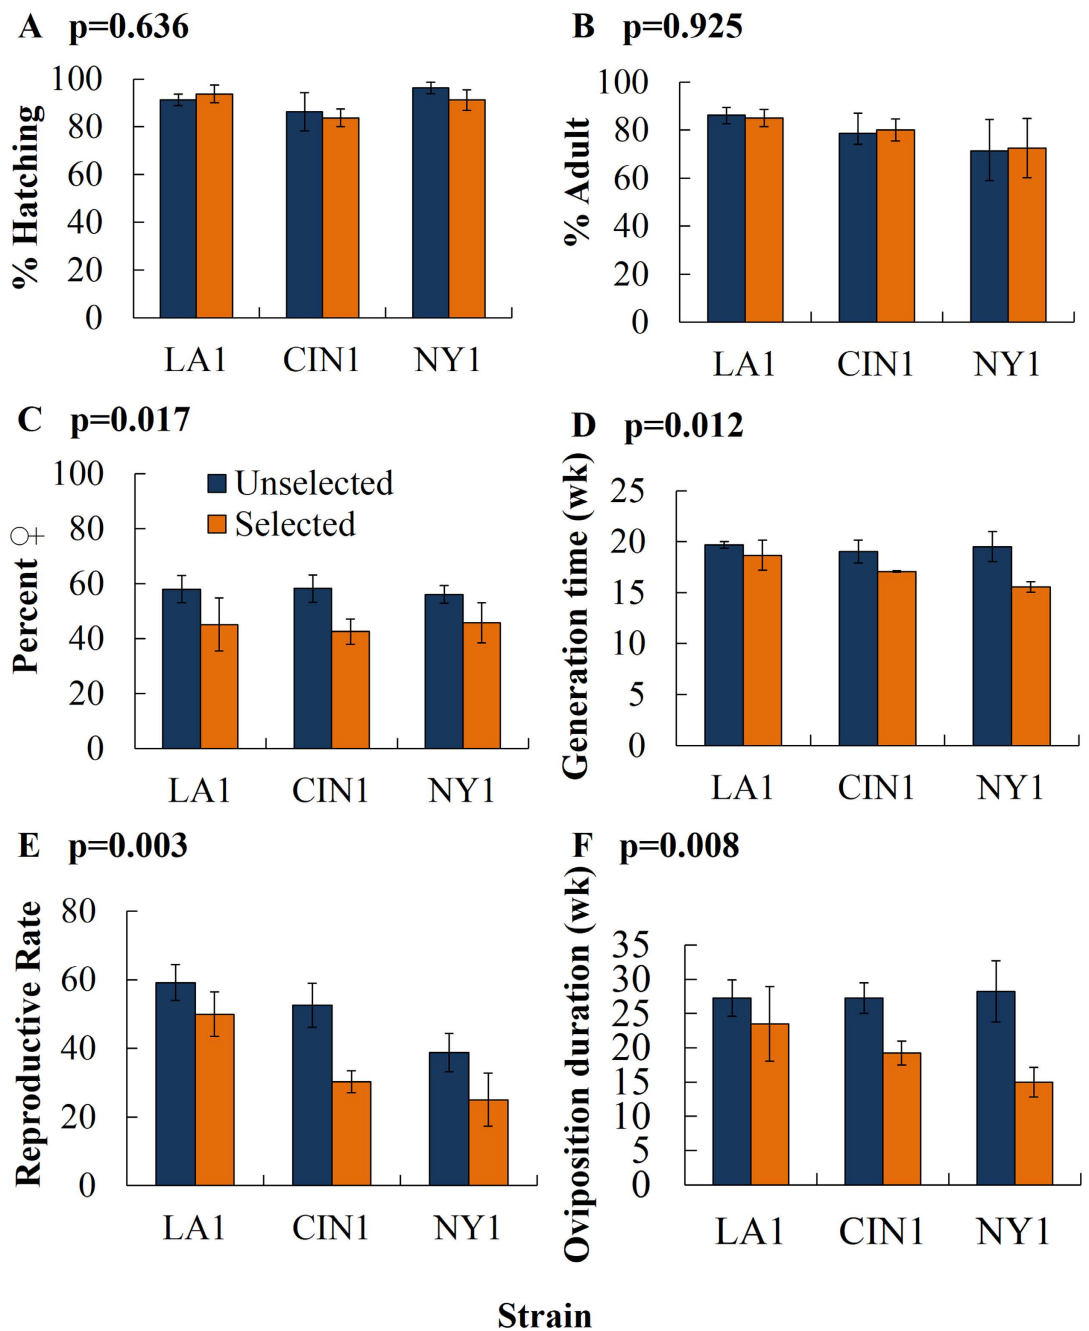 A p=0.636
% Hatching
100
80
60
40
20
0
LA1 CIN1 NY1
B p=0.925
% Adult
100
80
60
40
20
0
LA1 CIN1 NY1
C p=0.017
Percent ♀
100
80
60
40
20
0
Unselected
Selected
LA1 CIN1 NY1
D p=0.012
Generation time (wk)
25
20
15
10
5
0
LA1 CIN1 NY1
E p=0.003
Reproductive Rate
80
60
40
20
0
LA1 CIN1 NY1
F p=0.008
Oviposition duration (wk)
35
30
25
20
15
10
5
0
LA1 CIN1 NY1
Strain